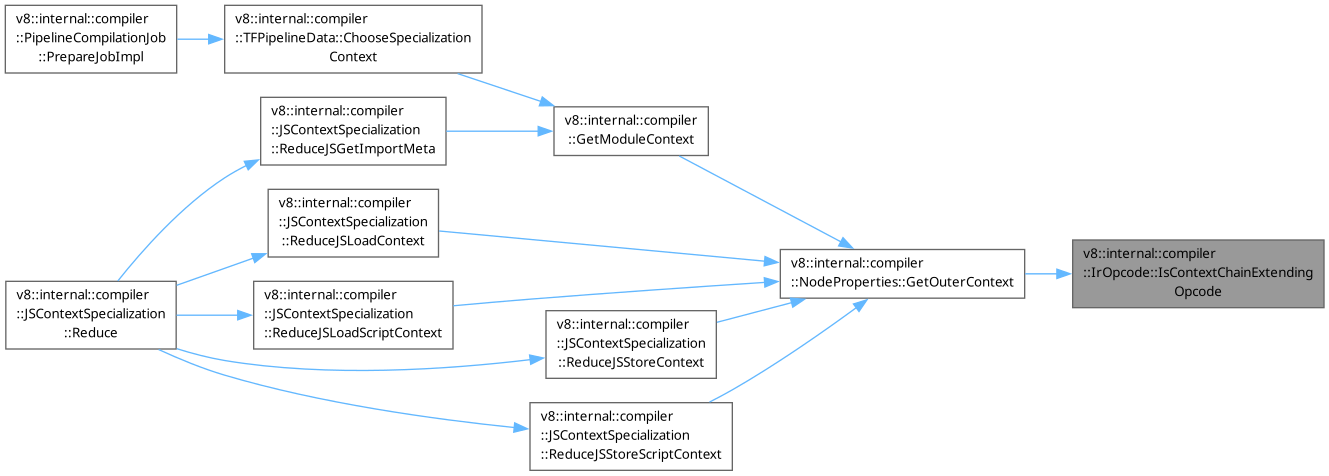 v8::internal::compiler
::PipelineCompilationJob
::PrepareJobImpl
v8::internal::compiler
::TFPipelineData::ChooseSpecialization
Context
v8::internal::compiler
::JSContextSpecialization
::ReduceJSGetImportMeta
v8::internal::compiler
::GetModuleContext
v8::internal::compiler
::JSContextSpecialization
::ReduceJSLoadContext
v8::internal::compiler
::NodeProperties::GetOuterContext
v8::internal::compiler
::IrOpcode::IsContextChainExtending
Opcode
v8::internal::compiler
::JSContextSpecialization
::Reduce
v8::internal::compiler
::JSContextSpecialization
::ReduceJSLoadScriptContext
v8::internal::compiler
::JSContextSpecialization
::ReduceJSStoreContext
v8::internal::compiler
::JSContextSpecialization
::ReduceJSStoreScriptContext